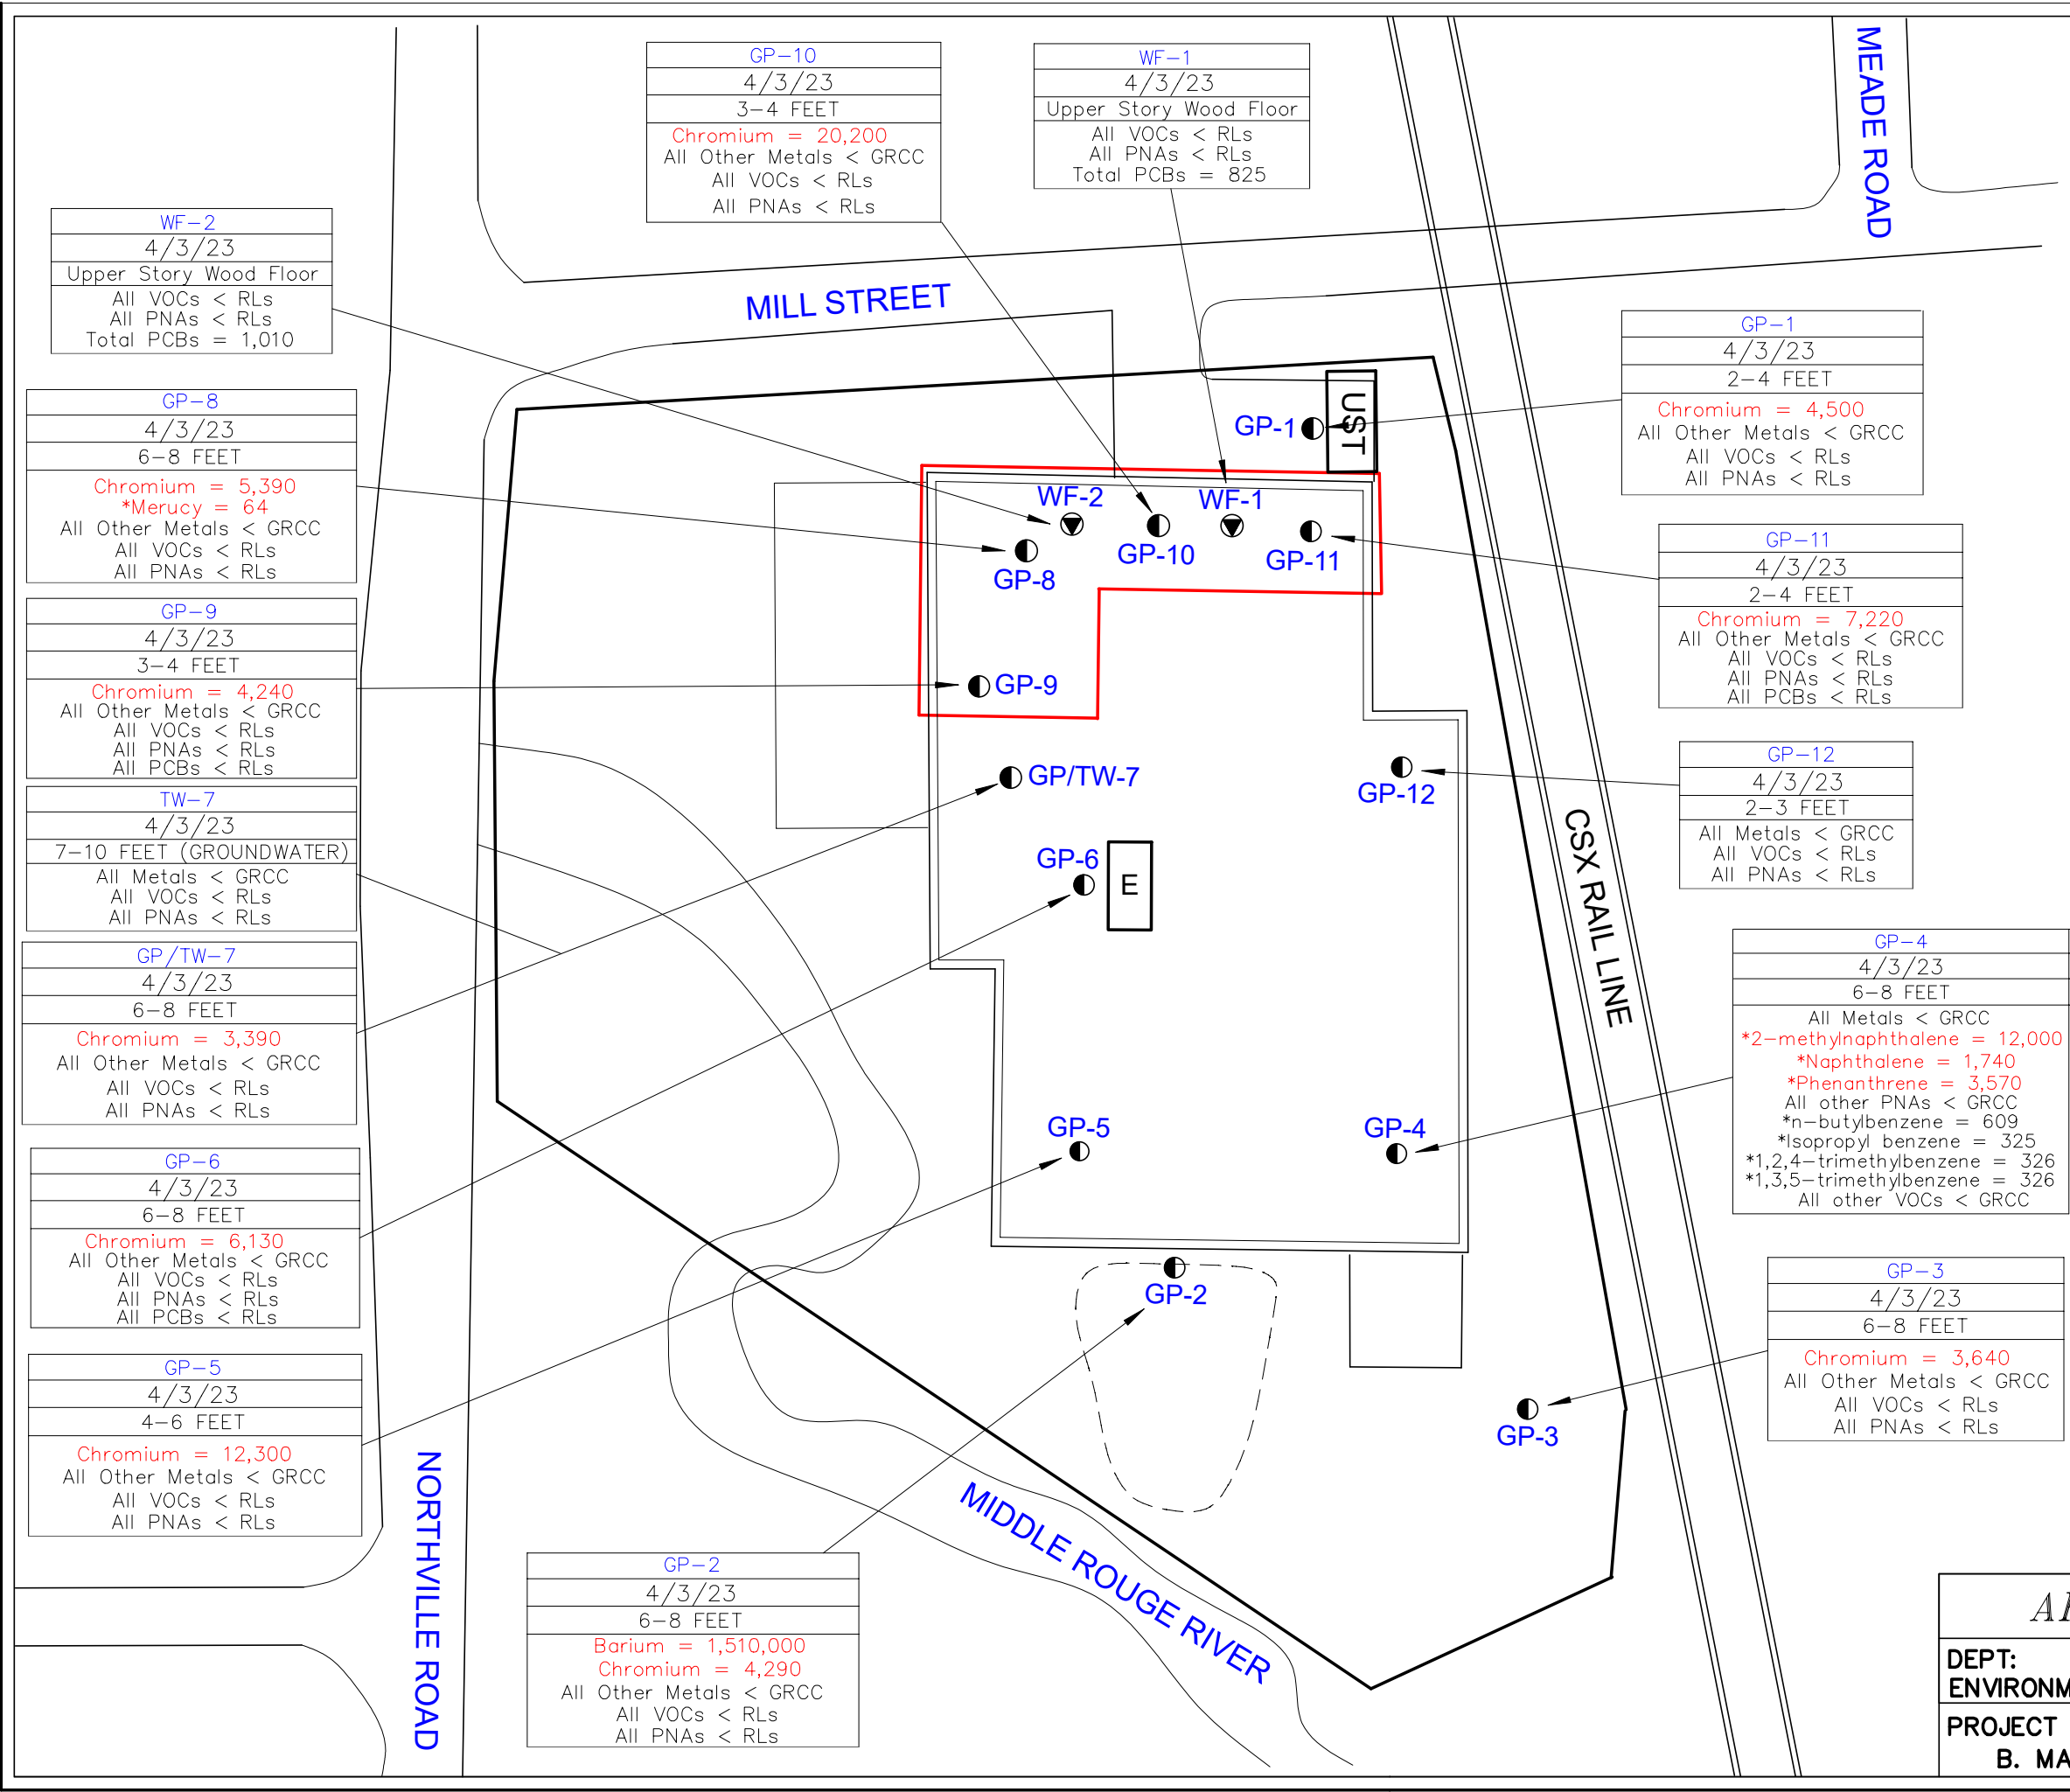 GP-10
4/3/23
3-4 FEET
Chromium = 20,200
All Other Metals < GRCC
All VOCs < RLs
All PNAs < RLs
WF-1
4/3/23
Upper Story Wood Floor
All VOCs < RLs
All PNAs < RLs
Total PCBs = 825
MEADE ROAD
WF-2
4/3/23
Upper Story Wood Floor
All VOCs < RLs
All PNAs < RLs
Total PCBs = 1,010
MILL STREET
GP-1
4/3/23
2-4 FEET
Chromium = 4,500
All Other Metals < GRCC
All VOCs < RLs
All PNAs < RLs
GP-8
4/3/23
6-8 FEET
Chromium = 5,390
*Merucy = 64
All Other Metals < GRCC
All VOCs < RLs
All PNAs < RLs
GP-1
UST
WF-2
WF-1
GP-10
GP-11
GP-8
GP-11
4/3/23
2-4 FEET
Chromium = 7,220
All Other Metals < GRCC
All VOCs < RLs
All PNAs < RLs
All PCBs < RLs
GP-9
4/3/23
3-4 FEET
Chromium = 4,240
All Other Metals < GRCC
All VOCs < RLs
All PNAs < RLs
All PCBs < RLs
GP-9
GP/TW-7
GP-12
GP-12
4/3/23
2-3 FEET
All Metals < GRCC
All VOCs < RLs
All PNAs < RLs
TW-7
4/3/23
7-10 FEET (GROUNDWATER)
All Metals < GRCC
All VOCs < RLs
All PNAs < RLs
GP-6
E
CSX RAIL LINE
GP/TW-7
4/3/23
6-8 FEET
Chromium = 3,390
All Other Metals < GRCC
All VOCs < RLs
All PNAs < RLs
GP-4
4/3/23
6-8 FEET
All Metals < GRCC
*2-methylnaphthalene = 12,000
*Naphthalene = 1,740
*Phenanthrene = 3,570
All other PNAs < GRCC
*n-butylbenzene = 609
*Isopropyl benzene = 325
*1,2,4-trimethylbenzene = 326
*1,3,5-trimethylbenzene = 326
All other VOCs < GRCC
GP-5
GP-4
GP-6
4/3/23
6-8 FEET
Chromium = 6,130
All Other Metals < GRCC
All VOCs < RLs
All PNAs < RLs
All PCBs < RLs
GP-2
GP-3
4/3/23
6-8 FEET
Chromium = 3,640
All Other Metals < GRCC
All VOCs < RLs
All PNAs < RLs
GP-3
GP-5
4/3/23
4-6 FEET
Chromium = 12,300
All Other Metals < GRCC
All VOCs < RLs
All PNAs < RLs
NORTHVILLE ROAD
MIDDLE ROUGE RIVER
GP-2
4/3/23
6-8 FEET
Barium = 1,510,000
Chromium = 4,290
All Other Metals < GRCC
All VOCs < RLs
All PNAs < RLs
DEPT:
ENVIRONM
PROJECT
B. MA